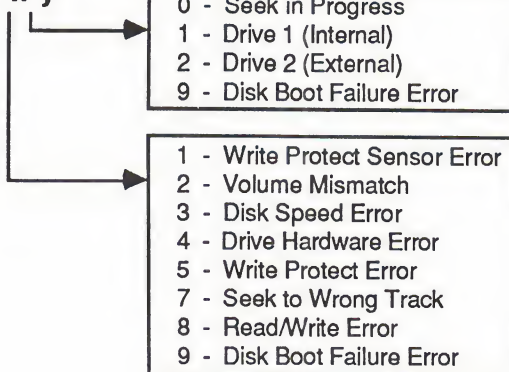 0 - Seek in Progress
1 - Drive 1 (Internal)
2 - Drive 2 (External)
9 - Disk Boot Failure Error
1 - Write Protect Sensor Error
2 - Volume Mismatch
3 - Disk Speed Error
4 - Drive Hardware Error
5 - Write Protect Error
7 - Seek to Wrong Track
8 - Read/Write Error
9 - Disk Boot Failure Error